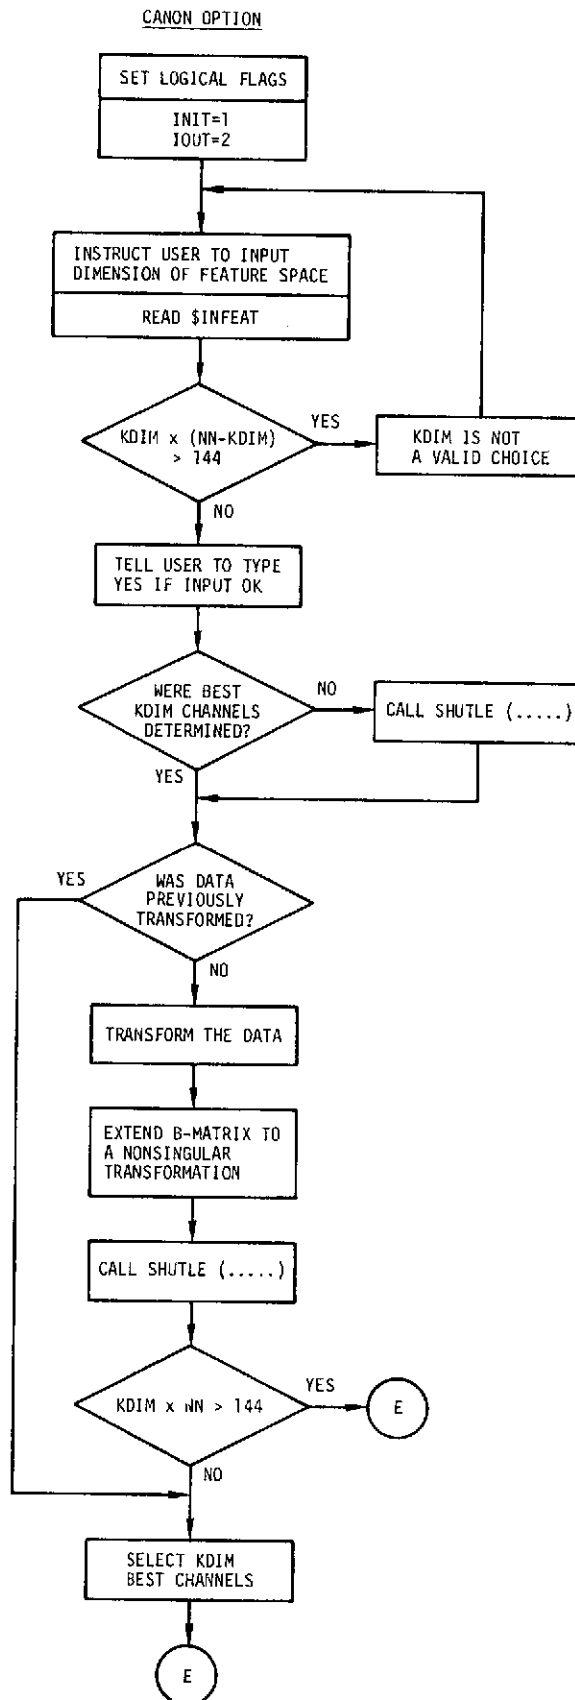 CANON OPTION
SET LOGICAL FLAGS
INIT=1
IOUT=2
INSTRUCT USER TO INPUT
DIMENSION OF FEATURE SPACE
READ $INFEAT
KDIM x (NN-KDIM)
> 144
YES
KDIM IS NOT
A VALID CHOICE
NO
TELL USER TO TYPE
YES IF INPUT OK
WERE BEST
KDIM CHANNELS
DETERMINED?
NO
CALL SHUTLE (.....)
YES
YES
WAS DATA
PREVIOUSLY
TRANSFORMED?
NO
TRANSFORM THE DATA
EXTEND B-MATRIX TO
A NONSINGULAR
TRANSFORMATION
CALL SHUTLE (.....)
KDIM x NN > 144
YES
E
NO
SELECT KDIM
BEST CHANNELS
E